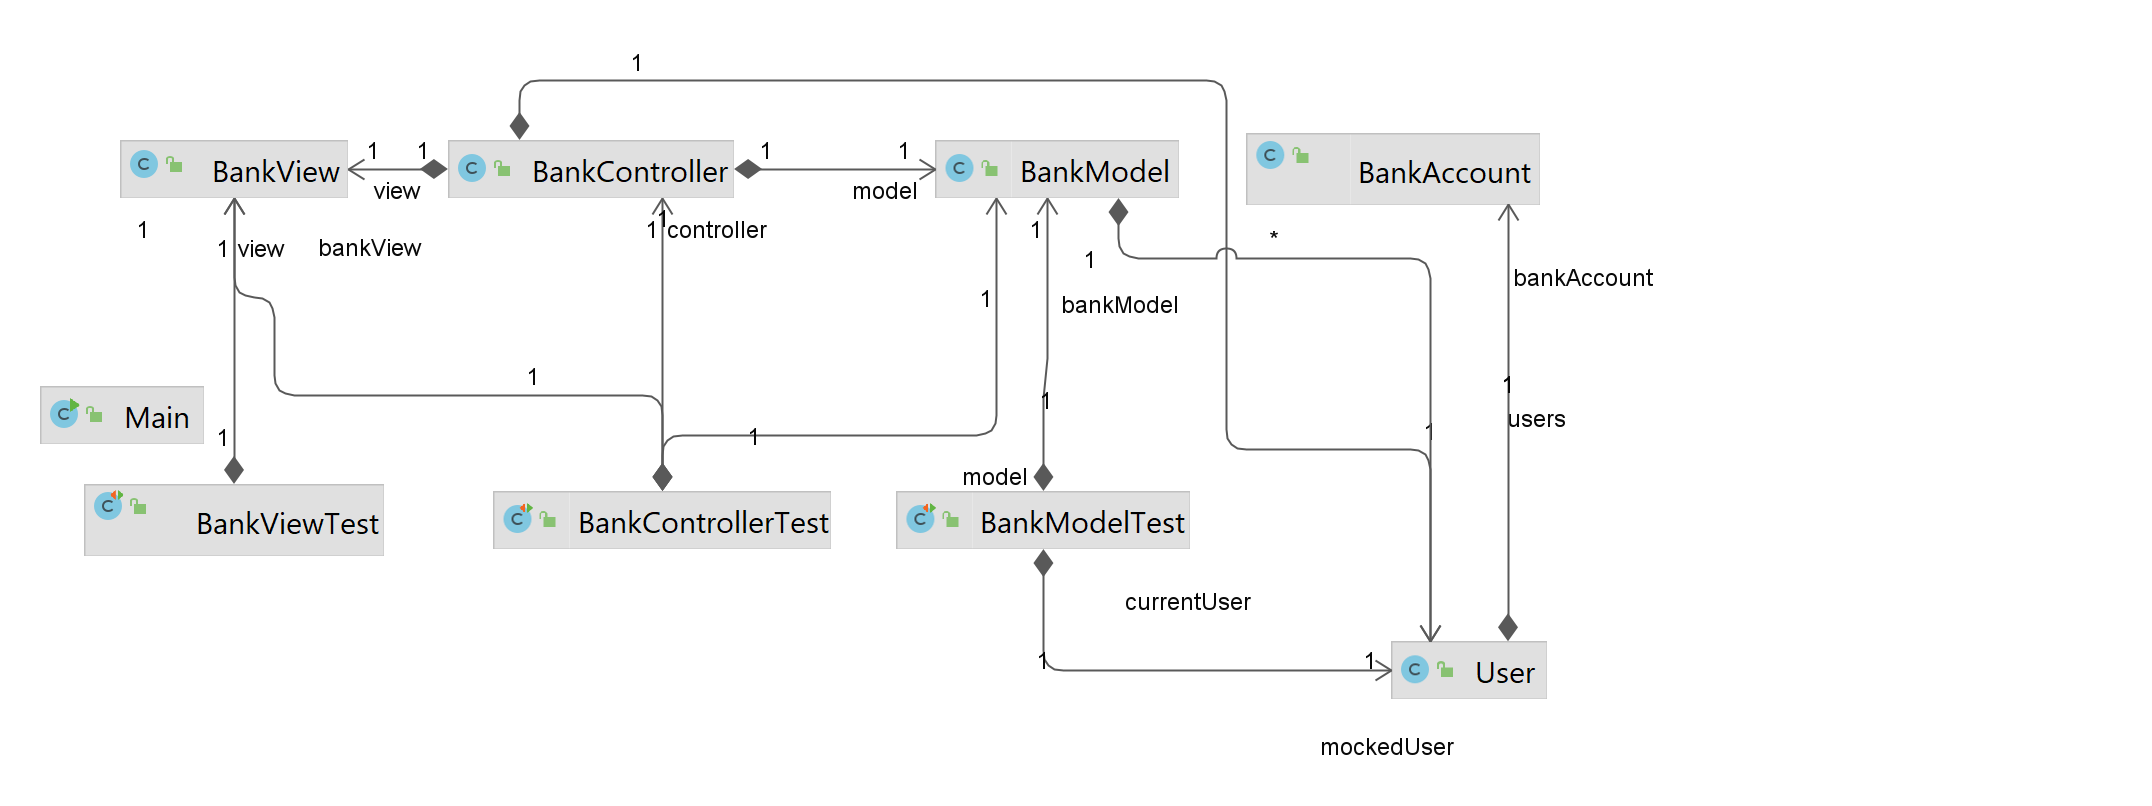 1
1
1
1
1
BankView
BankController
BankModel
BankAccount
view
model
1
1
1
controller
1
*
1
view
bankView
1
bankAccount
1
bankModel
1
1
1
Main
users
1
1
1
model
BankViewTest
BankControllerTest
BankModelTest
currentUser
1
1
User
mockedUser